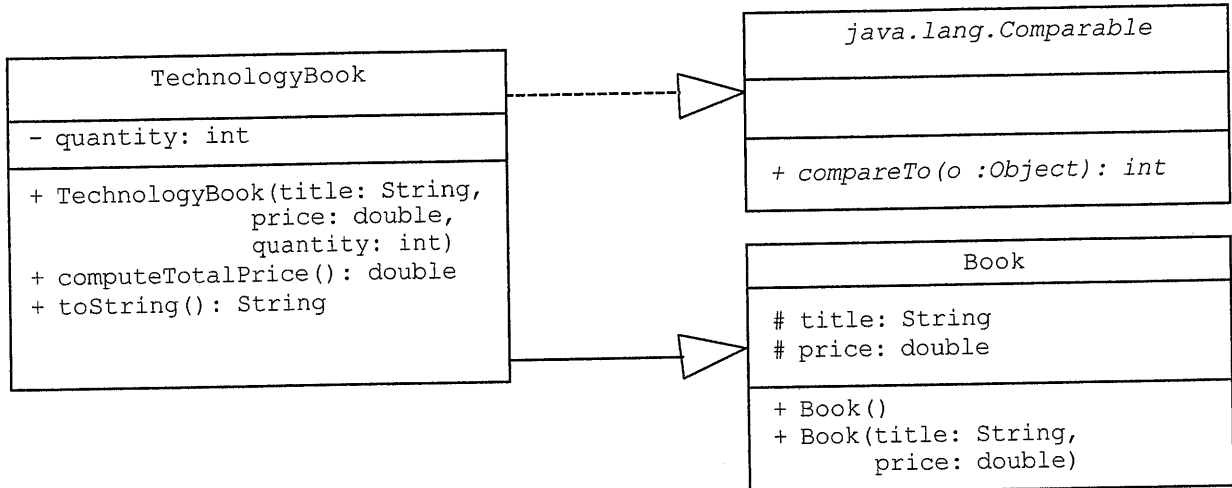 TechnologyBook
- quantity: int
+ TechnologyBook(title: String,
price: double,
quantity: int)
+ computeTotalPrice(): double
+ toString(): String
java.lang.Comparable
+ compareTo(o :Object): int
Book
# title: String
# price: double
+ Book()
+ Book(title: String,
price: double)